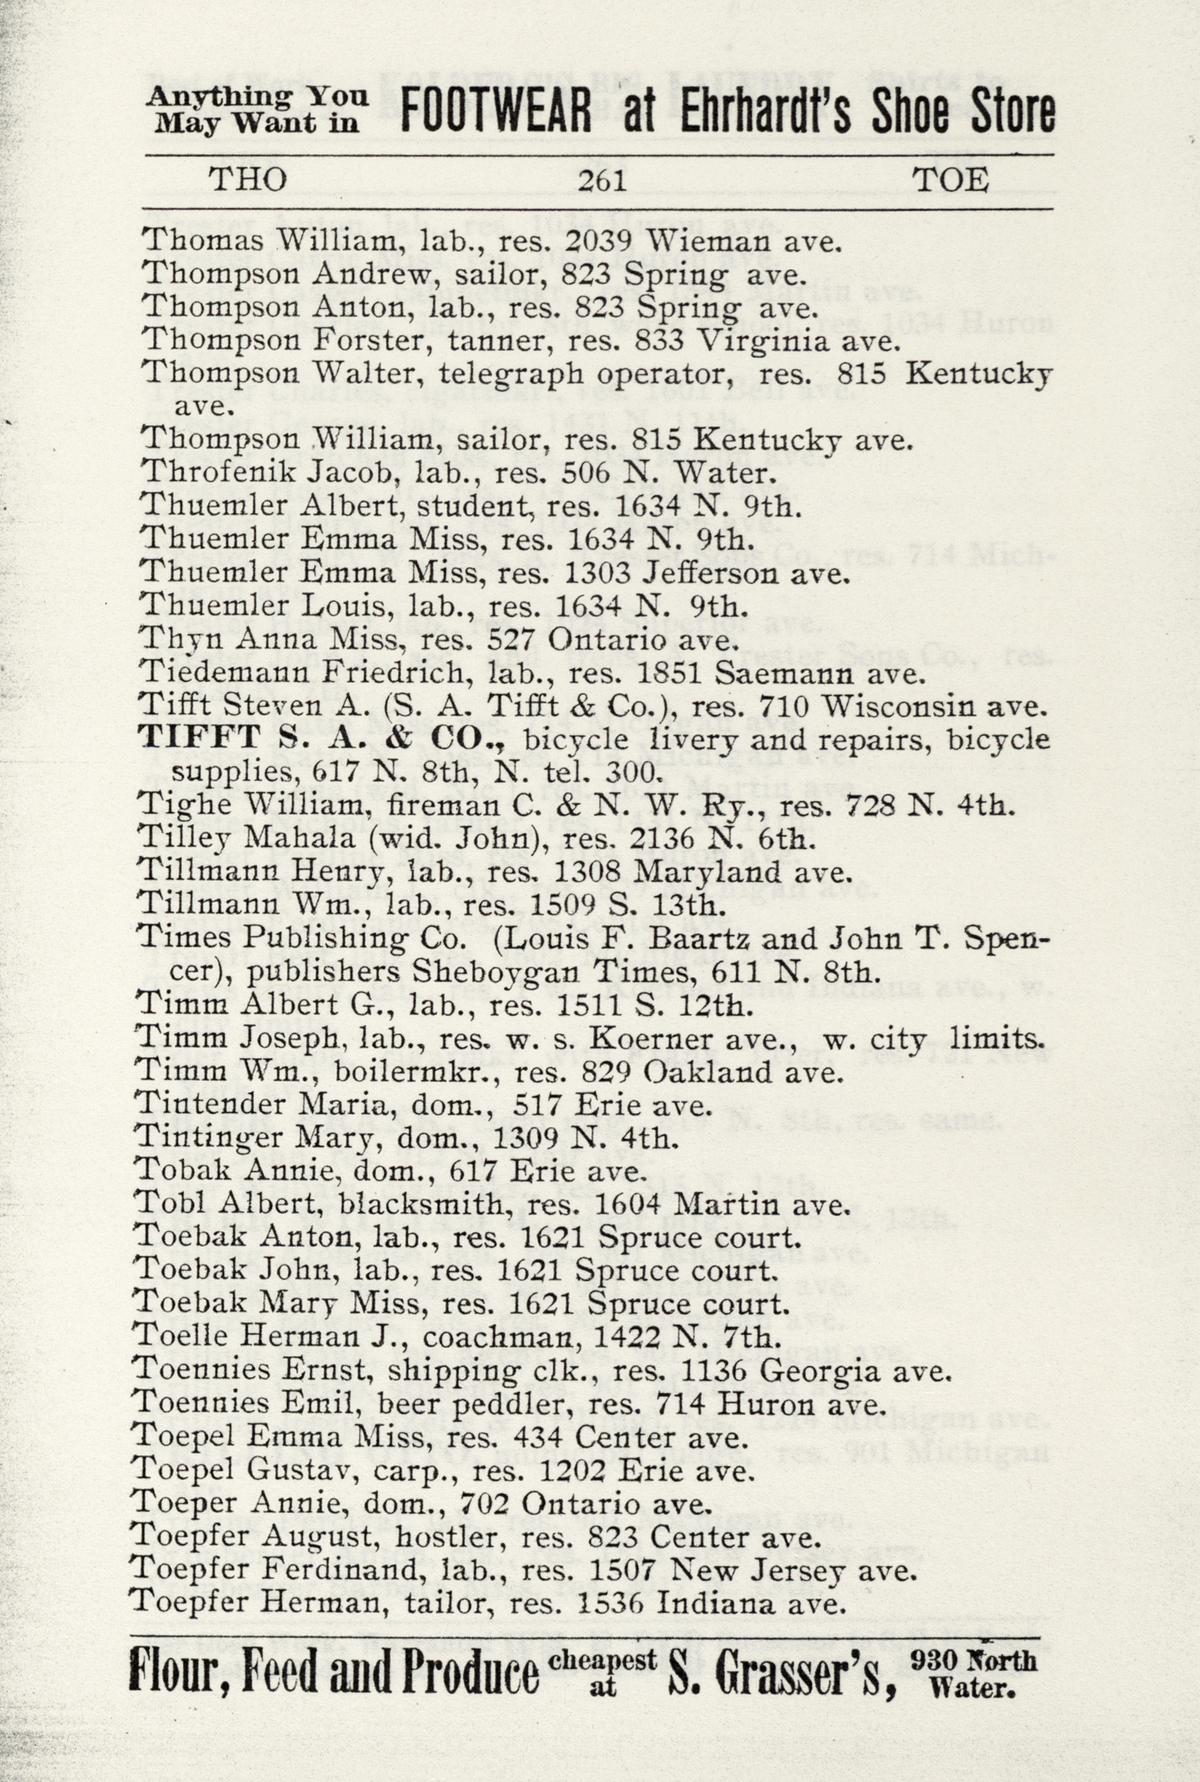 Anything You May Want in FOOTWEAR at Ehrhardt's Shoe Store
THO 261 TOE
Thomas William, lab., res. 2039 Wieman ave.
Thompson Andrew, sailor, 823 Spring ave.
Thompson Anton, lab., res. 823 Spring ave.
Thompson Forster, tanner, res. 833 Virginia ave.
Thompson Walter, telegraph operator, res. 815 Kentucky
ave.
Thompson William, sailor, res. 815 Kentucky ave.
Throfenik Jacob, lab., res. 506 N. Water.
Thuemler Albert, student, res. 1634 N. 9th.
Thuemler Emma Miss, res. 1634 N. 9th.
Thuemler Emma Miss, res. 1303 Jefferson ave.
Thuemler Louis, lab., res. 1634 N. 9th.
Thyn Anna Miss, res. 527 Ontario ave.
Tiedemann Friedrich, lab., res. 1851 Saemann ave.
Tifft Steven A. (S. A. Tifft & Co.), res. 710 Wisconsin ave.
TIFFT S. A. & CO., bicycle livery and repairs, bicycle
supplies, 617 N. 8th, N. tel. 300.
Tighe William, fireman C. & N. W. Ry., res. 728 N. 4th.
Tilley Mahala (wid. John), res. 2136 N. 6th.
Tillmann Henry, lab., res. 1308 Maryland ave.
Tillmann Wm., lab., res. 1509 S. 13th.
Times Publishing Co. (Louis F. Baartz and John T. Spen-
cer), publishers Sheboygan Times, 611 N. 8th.
Timm Albert G., lab., res. 1511 S. 12th.
Timm Joseph, lab., res. w. s. Koerner ave., w. city limits.
Timm Wm., boilermkr., res. 829 Oakland ave.
Tintender Maria, dom., 517 Erie ave.
Tintinger Mary, dom., 1309 N. 4th.
Tobak Annie, dom., 617 Erie ave.
Tobl Albert, blacksmith, res. 1604 Martin ave.
Toebak Anton, lab., res. 1621 Spruce court.
Toebak John, lab., res. 1621 Spruce court.
Toebak Mary Miss, res. 1621 Spruce court.
Toelle Herman J., coachman, 1422 N. 7th.
Toennies Ernst, shipping clk., res. 1136 Georgia ave.
Toennies Emil, beer peddler, res. 714 Huron ave.
Toepel Emma Miss, res. 434 Center ave.
Toepel Gustav, carp., res. 1202 Erie ave.
Toeper Annie, dom., 702 Ontario ave.
Toepfer August, hostler, res. 823 Center ave.
Toepfer Ferdinand, lab., res. 1507 New Jersey ave.
Toepfer Herman, tailor, res. 1536 Indiana ave.
Flour, Feed and Produce cheapest at S. Grasser's, 930 North Water.